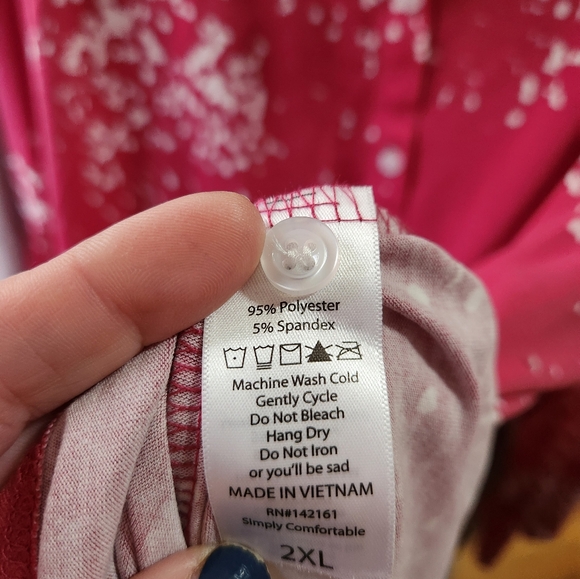 95% Polyester
5% Spandex
Machine Wash Cold
Gently Cycle
Do Not Bleach
Hang Dry
Do Not Iron
or you'll be sad
MADE IN VIETNAM
RN#142161
Simply Comfortable
2XL